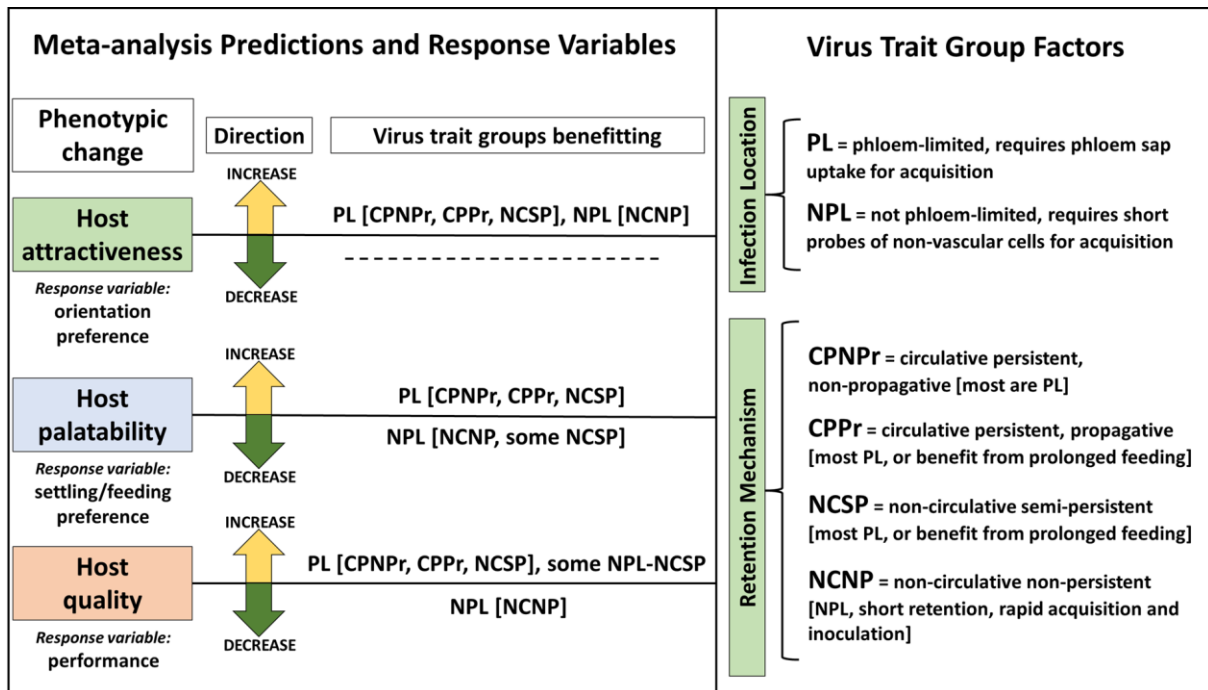 Meta-analysis Predictions and Response Variables
Phenotypic
change
Direction
Virus trait groups benefitting
Host
attractiveness
Response variable:
orientation
preference
INCREASE
DECREASE
PL [CPNPr, CPPr, NCSP], NPL [NCNP]
Host
palatability
Response variable:
settling/feeding
preference
INCREASE
DECREASE
PL [CPNPr, CPPr, NCSP]
NPL [NCNP, some NCSP]
Host
quality
Response variable:
performance
INCREASE
DECREASE
PL [CPNPr, CPPr, NCSP], some NPL-NCSP
NPL [NCNP]
Virus Trait Group Factors
Infection Location
PL = phloem-limited, requires phloem sap
uptake for acquisition
NPL = not phloem-limited, requires short
probes of non-vascular cells for acquisition
Retention Mechanism
CPNPr = circulative persistent,
non-propagative [most are PL]
CPPr = circulative persistent, propagative
[most PL, or benefit from prolonged feeding]
NCSP = non-circulative semi-persistent
[most PL, or benefit from prolonged feeding]
NCNP = non-circulative non-persistent
[NPL, short retention, rapid acquisition and
inoculation]